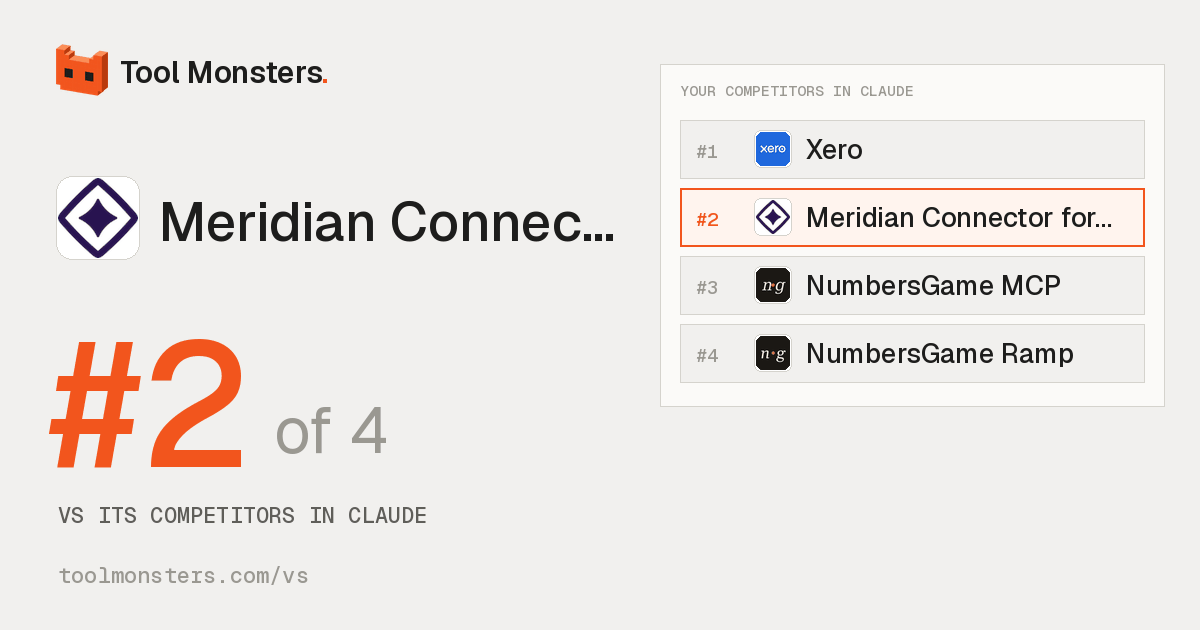 Tool Monsters.
Meridian Connec...
#2 of 4
VS ITS COMPETITORS IN CLAUDE
toolmonsters.com/vs
YOUR COMPETITORS IN CLAUDE
#1 xero Xero
#2 Meridian Connector for...
#3 n·g NumbersGame MCP
#4 n·g NumbersGame Ramp